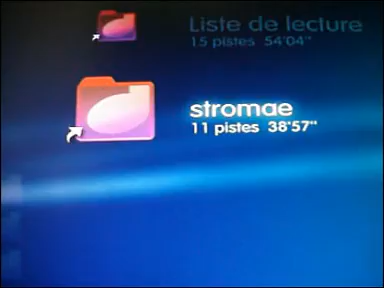 Liste de lecture
15 pistes 54'04"
stromae
11 pistes 38'57"